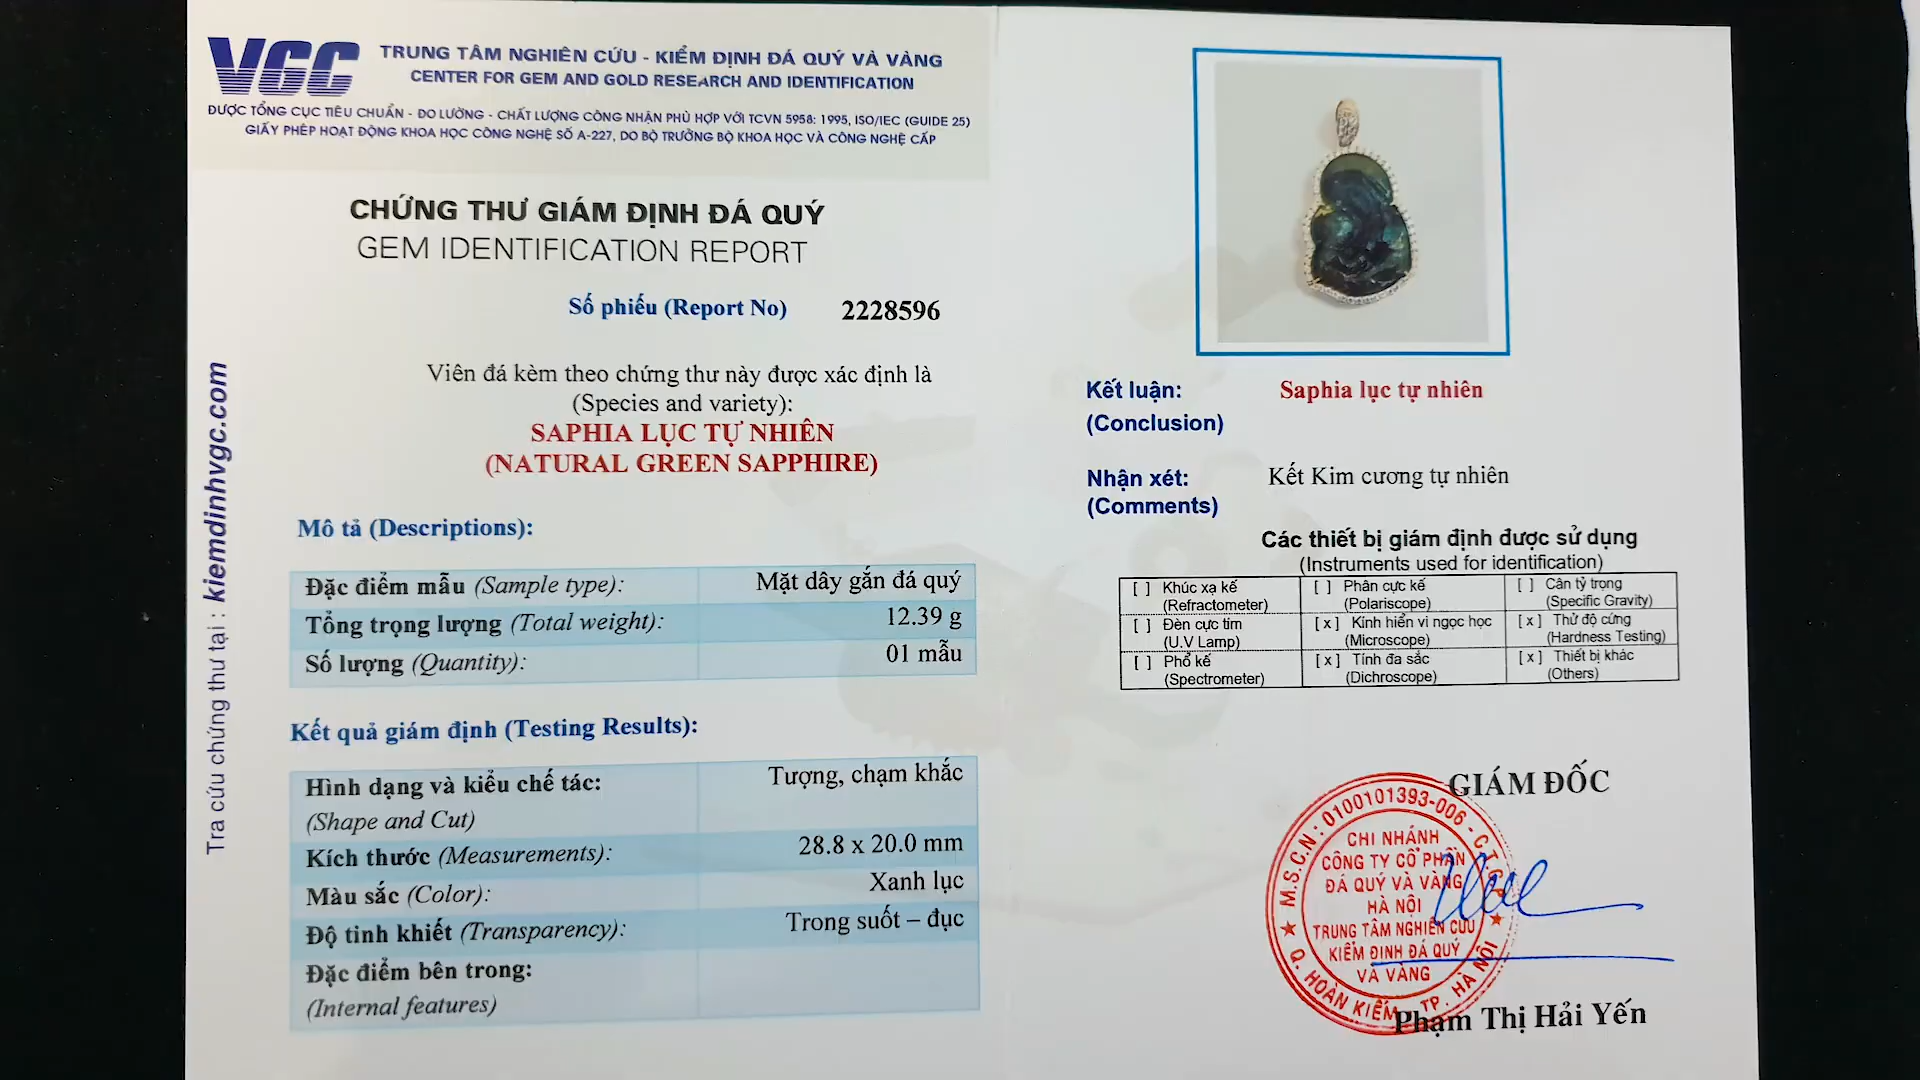 VGC
TRUNG TÂM NGHIÊN CỨU - KIỂM ĐỊNH ĐÁ QUÝ VÀ VÀNG
CENTER FOR GEM AND GOLD RESEARCH AND IDENTIFICATION
ĐƯỢC TỔNG CỤC TIÊU CHUẨN - ĐO LƯỜNG - CHẤT LƯỢNG CÔNG NHẬN PHÙ HỢP VỚI TCVN 5958: 1995, ISO/IEC (GUIDE 25)
GIẤY PHÉP HOẠT ĐỘNG KHOA HỌC CÔNG NGHỆ SỐ A-227, DO BỘ TRƯỞNG BỘ KHOA HỌC VÀ CÔNG NGHỆ CẤP
CHỨNG THƯ GIÁM ĐỊNH ĐÁ QUÝ
GEM IDENTIFICATION REPORT
Số phiếu (Report No) 2228596
Viên đá kèm theo chứng thư này được xác định là
(Species and variety):
SAPHIA LỤC TỰ NHIÊN
(NATURAL GREEN SAPPHIRE)
Mô tả (Descriptions):
Đặc điểm mẫu (Sample type): Mặt dây gắn đá quý
Tổng trọng lượng (Total weight): 12.39 g
Số lượng (Quantity): 01 mẫu
Kết quả giám định (Testing Results):
Hình dạng và kiểu chế tác: Tượng, chạm khắc
(Shape and Cut)
Kích thước (Measurements): 28.8 x 20.0 mm
Màu sắc (Color): Xanh lục
Độ tinh khiết (Transparency): Trong suốt – đục
Đặc điểm bên trong:
(Internal features)
Tra cứu chứng thư tại : kiemdinhvgc.com
Kết luận: Saphia lục tự nhiên
(Conclusion)
Nhận xét: Kết Kim cương tự nhiên
(Comments)
Các thiết bị giám định được sử dụng
(Instruments used for identification)
[ ] Khúc xạ kế [ ] Phân cực kế [ ] Cân tỷ trọng
(Refractometer) (Polariscope) (Specific Gravity)
[ ] Đèn cực tím [x] Kính hiển vi ngọc học [x] Thử độ cứng
(U.V Lamp) (Microscope) (Hardness Testing)
[ ] Phổ kế [x] Tính đa sắc [x] Thiết bị khác
(Spectrometer) (Dichroscope) (Others)
GIÁM ĐỐC
M.S.C.N: 0100101393-006 - C.T.C.P
CHI NHÁNH
CÔNG TY CỔ PHẦN
ĐÁ QUÝ VÀ VÀNG
HÀ NỘI
TRUNG TÂM NGHIÊN CỨU
KIỂM ĐỊNH ĐÁ QUÝ
VÀ VÀNG
Q. HOÀN KIẾM - TP. HÀ NỘI
Phạm Thị Hải Yến